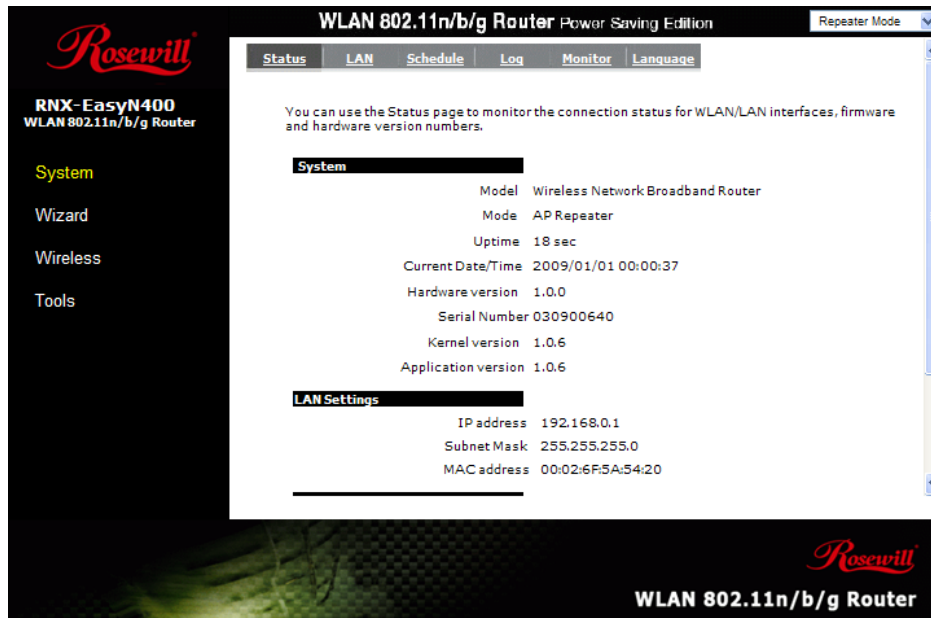 WLAN 802.11n/b/g Router Power Saving Edition
Repeater Mode
Rosewill
Status LAN Schedule Log Monitor Language
RNX-EasyN400
WLAN 802.11n/b/g Router
System
Wizard
Wireless
Tools
You can use the Status page to monitor the connection status for WLAN/LAN interfaces, firmware
and hardware version numbers.
System
Model Wireless Network Broadband Router
Mode AP Repeater
Uptime 18 sec
Current Date/Time 2009/01/01 00:00:37
Hardware version 1.0.0
Serial Number 030900640
Kernel version 1.0.6
Application version 1.0.6
LAN Settings
IP address 192.168.0.1
Subnet Mask 255.255.255.0
MAC address 00:02:6F:5A:54:20
Rosewill
WLAN 802.11n/b/g Router